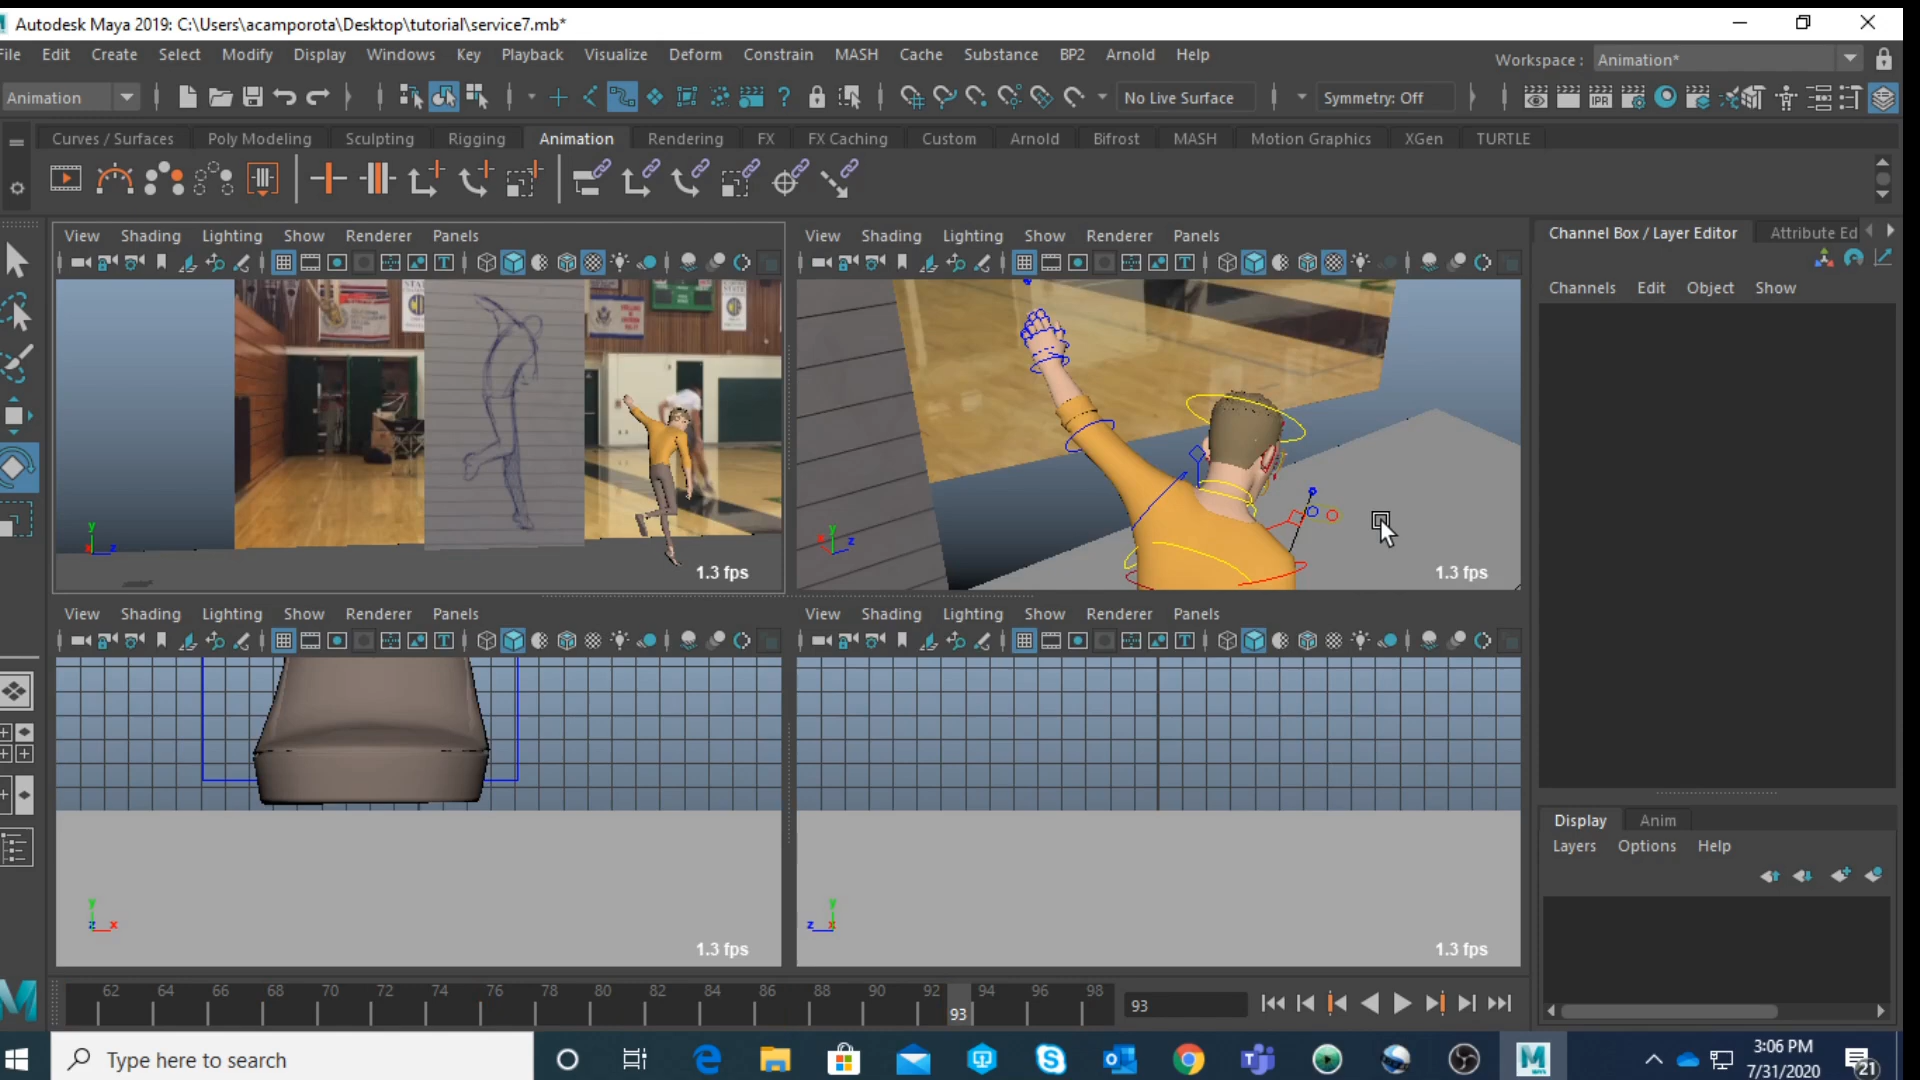 Autodesk Maya 2019: C:\Users\acamporota\Desktop\tutorial\service7.mb*
File Edit Create Select Modify Display Windows Key Playback Visualize Deform Constrain MASH Cache Substance BP2 Arnold Help
Workspace : Animation*
Animation
No Live Surface
Symmetry: Off
IPR
Curves / Surfaces Poly Modeling Sculpting Rigging Animation Rendering FX FX Caching Custom Arnold Bifrost MASH Motion Graphics XGen TURTLE
View Shading Lighting Show Renderer Panels
View Shading Lighting Show Renderer Panels
Channel Box / Layer Editor Attribute Ed
Channels Edit Object Show
STATE
y
z
y
x z
1.3 fps
1.3 fps
View Shading Lighting Show Renderer Panels
View Shading Lighting Show Renderer Panels
Display Anim
Layers Options Help
y
z x
y
z x
1.3 fps
1.3 fps
62 64 66 68 70 72 74 76 78 80 82 84 86 88 90 92 94 96 98
93
93
M
Type here to search
3:06 PM
7/31/2020
21